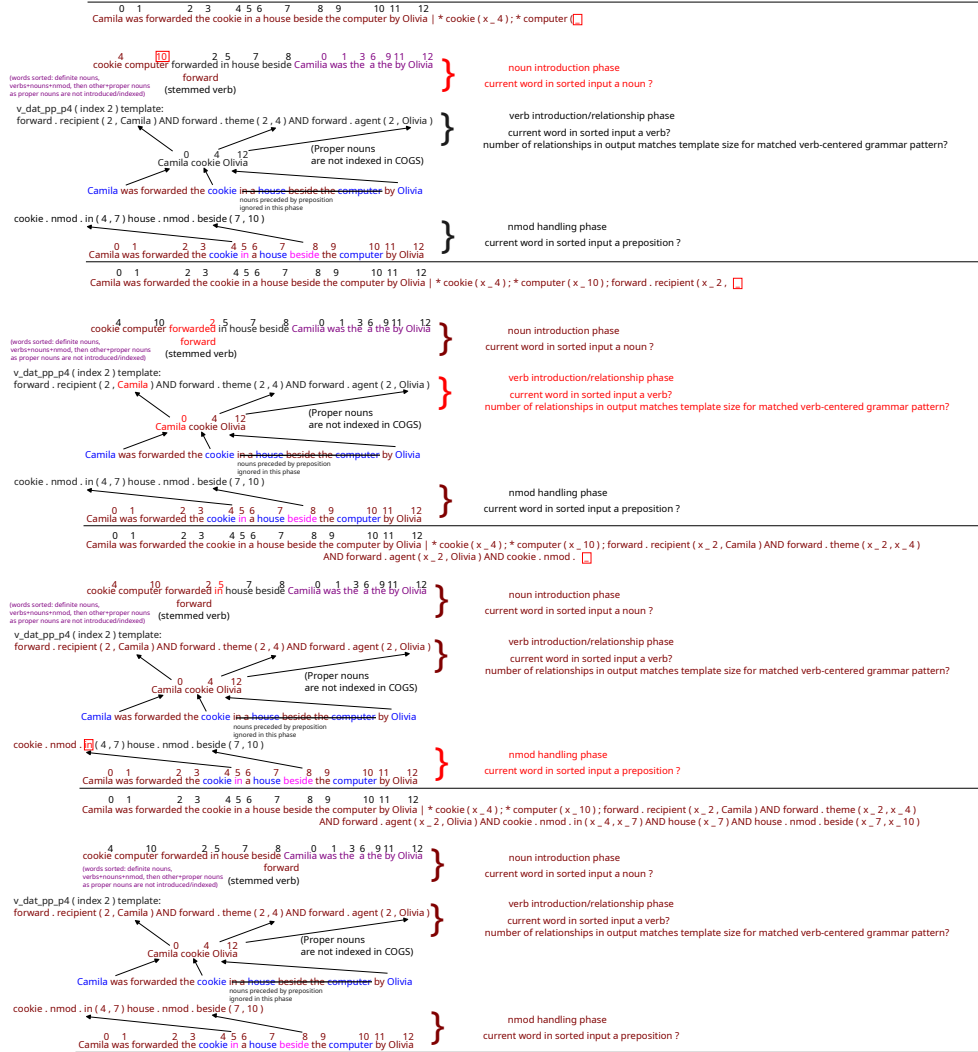 0 1 2 3 4 5 6 7 8 9 10 11 12
Camila was forwarded the cookie in a house beside the computer by Olivia | * cookie ( x _ 4 ) ; * computer ( _
4 10 2 5 7 8 0 1 3 6 9 11 12
cookie computer forwarded in house beside Camilia was the a the by Olivia
(words sorted: definite nouns,
verbs+nouns+nmod, then other+proper nouns
as proper nouns are not introduced/indexed)
forward
(stemmed verb)
noun introduction phase
current word in sorted input a noun ?
v_dat_pp_p4 ( index 2 ) template:
forward . recipient ( 2 , Camila ) AND forward . theme ( 2 , 4 ) AND forward . agent ( 2 , Olivia )
verb introduction/relationship phase
current word in sorted input a verb?
number of relationships in output matches template size for matched verb-centered grammar pattern?
0 4 12
Camila cookie Olivia
(Proper nouns
are not indexed in COGS)
Camila was forwarded the cookie in a house beside the computer by Olivia
nouns preceded by preposition
ignored in this phase
cookie . nmod . in ( 4 , 7 ) house . nmod . beside ( 7 , 10 )
nmod handling phase
current word in sorted input a preposition ?
0 1 2 3 4 5 6 7 8 9 10 11 12
Camila was forwarded the cookie in a house beside the computer by Olivia
0 1 2 3 4 5 6 7 8 9 10 11 12
Camila was forwarded the cookie in a house beside the computer by Olivia | * cookie ( x _ 4 ) ; * computer ( x _ 10 ) ; forward . recipient ( x _ 2 , _
4 10 2 5 7 8 0 1 3 6 9 11 12
cookie computer forwarded in house beside Camilia was the a the by Olivia
(words sorted: definite nouns,
verbs+nouns+nmod, then other+proper nouns
as proper nouns are not introduced/indexed)
forward
(stemmed verb)
noun introduction phase
current word in sorted input a noun ?
v_dat_pp_p4 ( index 2 ) template:
forward . recipient ( 2 , Camila ) AND forward . theme ( 2 , 4 ) AND forward . agent ( 2 , Olivia )
verb introduction/relationship phase
current word in sorted input a verb?
number of relationships in output matches template size for matched verb-centered grammar pattern?
0 4 12
Camila cookie Olivia
(Proper nouns
are not indexed in COGS)
Camila was forwarded the cookie in a house beside the computer by Olivia
nouns preceded by preposition
ignored in this phase
cookie . nmod . in ( 4 , 7 ) house . nmod . beside ( 7 , 10 )
nmod handling phase
current word in sorted input a preposition ?
0 1 2 3 4 5 6 7 8 9 10 11 12
Camila was forwarded the cookie in a house beside the computer by Olivia
0 1 2 3 4 5 6 7 8 9 10 11 12
Camila was forwarded the cookie in a house beside the computer by Olivia | * cookie ( x _ 4 ) ; * computer ( x _ 10 ) ; forward . recipient ( x _ 2 , Camila ) AND forward . theme ( x _ 2 , x _ 4 )
AND forward . agent ( x _ 2 , Olivia ) AND cookie . nmod . _
4 10 2 5 7 8 0 1 3 6 9 11 12
cookie computer forwarded in house beside Camilia was the a the by Olivia
(words sorted: definite nouns,
verbs+nouns+nmod, then other+proper nouns
as proper nouns are not introduced/indexed)
forward
(stemmed verb)
noun introduction phase
current word in sorted input a noun ?
v_dat_pp_p4 ( index 2 ) template:
forward . recipient ( 2 , Camila ) AND forward . theme ( 2 , 4 ) AND forward . agent ( 2 , Olivia )
verb introduction/relationship phase
current word in sorted input a verb?
number of relationships in output matches template size for matched verb-centered grammar pattern?
0 4 12
Camila cookie Olivia
(Proper nouns
are not indexed in COGS)
Camila was forwarded the cookie in a house beside the computer by Olivia
nouns preceded by preposition
ignored in this phase
cookie . nmod . in ( 4 , 7 ) house . nmod . beside ( 7 , 10 )
nmod handling phase
current word in sorted input a preposition ?
0 1 2 3 4 5 6 7 8 9 10 11 12
Camila was forwarded the cookie in a house beside the computer by Olivia
0 1 2 3 4 5 6 7 8 9 10 11 12
Camila was forwarded the cookie in a house beside the computer by Olivia | * cookie ( x _ 4 ) ; * computer ( x _ 10 ) ; forward . recipient ( x _ 2 , Camila ) AND forward . theme ( x _ 2 , x _ 4 )
AND forward . agent ( x _ 2 , Olivia ) AND cookie . nmod . in ( x _ 4 , x _ 7 ) AND house ( x _ 7 ) AND house . nmod . beside ( x _ 7 , x _ 10 )
4 10 2 5 7 8 0 1 3 6 9 11 12
cookie computer forwarded in house beside Camilia was the a the by Olivia
(words sorted: definite nouns,
verbs+nouns+nmod, then other+proper nouns
as proper nouns are not introduced/indexed)
forward
(stemmed verb)
noun introduction phase
current word in sorted input a noun ?
v_dat_pp_p4 ( index 2 ) template:
forward . recipient ( 2 , Camila ) AND forward . theme ( 2 , 4 ) AND forward . agent ( 2 , Olivia )
verb introduction/relationship phase
current word in sorted input a verb?
number of relationships in output matches template size for matched verb-centered grammar pattern?
0 4 12
Camila cookie Olivia
(Proper nouns
are not indexed in COGS)
Camila was forwarded the cookie in a house beside the computer by Olivia
nouns preceded by preposition
ignored in this phase
cookie . nmod . in ( 4 , 7 ) house . nmod . beside ( 7 , 10 )
nmod handling phase
current word in sorted input a preposition ?
0 1 2 3 4 5 6 7 8 9 10 11 12
Camila was forwarded the cookie in a house beside the computer by Olivia